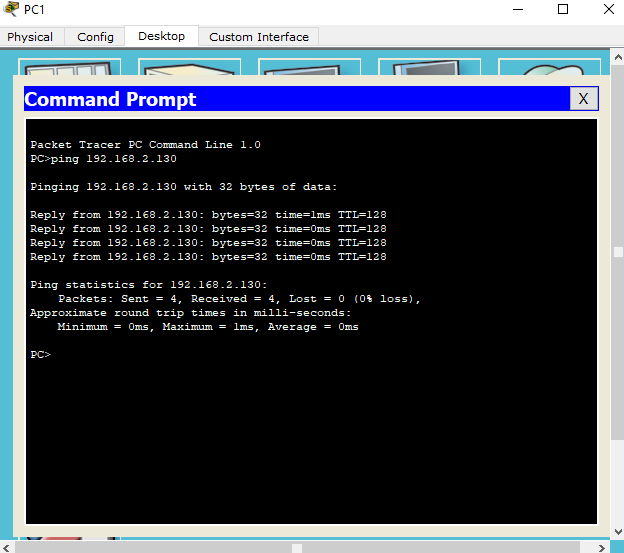 PC1
Physical Config Desktop Custom Interface
Command Prompt
X
Packet Tracer PC Command Line 1.0
PC>ping 192.168.2.130
Pinging 192.168.2.130 with 32 bytes of data:
Reply from 192.168.2.130: bytes=32 time=1ms TTL=128
Reply from 192.168.2.130: bytes=32 time=0ms TTL=128
Reply from 192.168.2.130: bytes=32 time=0ms TTL=128
Reply from 192.168.2.130: bytes=32 time=0ms TTL=128
Ping statistics for 192.168.2.130:
Packets: Sent = 4, Received = 4, Lost = 0 (0% loss),
Approximate round trip times in milli-seconds:
Minimum = 0ms, Maximum = 1ms, Average = 0ms
PC>